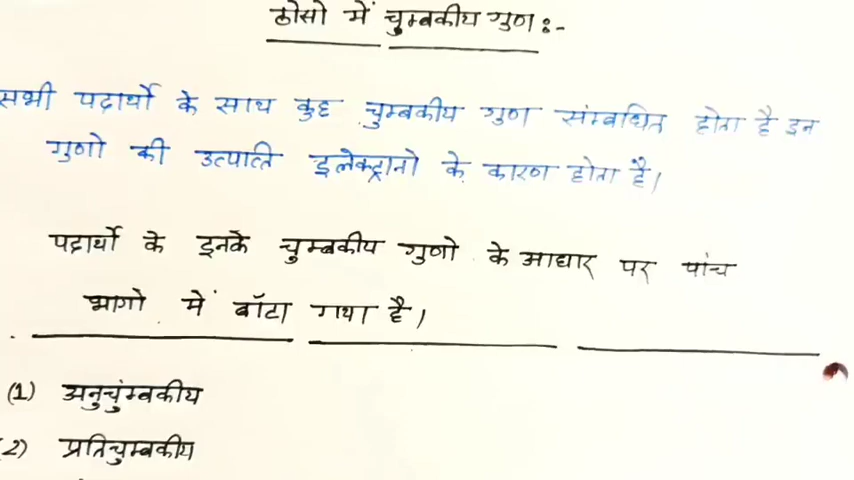 ठोसो में चुम्बकीय गुण :-
सभी पदार्थो के साथ कुछ चुम्बकीय गुण संम्बधित होता है इन
गुणो की उत्पत्ति इलेक्ट्रानो के कारण होता है।
पदार्थो के इनके चुम्बकीय गुणो के आधार पर पांच
भागो में बॉटा गया है।
(1) अनुचुंम्बकीय
(2) प्रतिचुम्बकीय